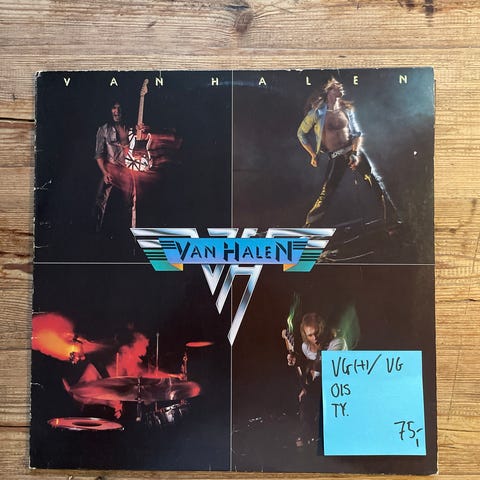 VAN HALEN
VAN HALEN
VG(+)/ VG
OIS
TY.
75,-